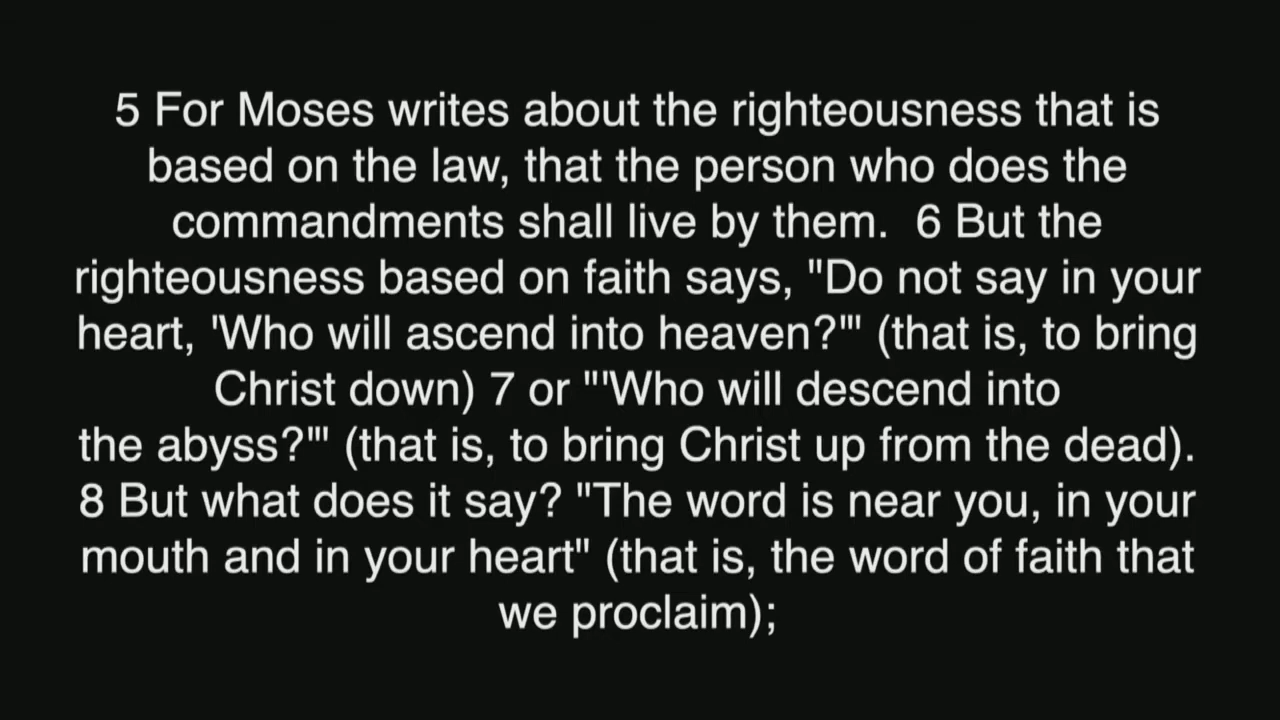 5 For Moses writes about the righteousness that is
based on the law, that the person who does the
commandments shall live by them.  6 But the
righteousness based on faith says, "Do not say in your
heart, 'Who will ascend into heaven?'" (that is, to bring
Christ down) 7 or "'Who will descend into
the abyss?'" (that is, to bring Christ up from the dead).
8 But what does it say? "The word is near you, in your
mouth and in your heart" (that is, the word of faith that
we proclaim);